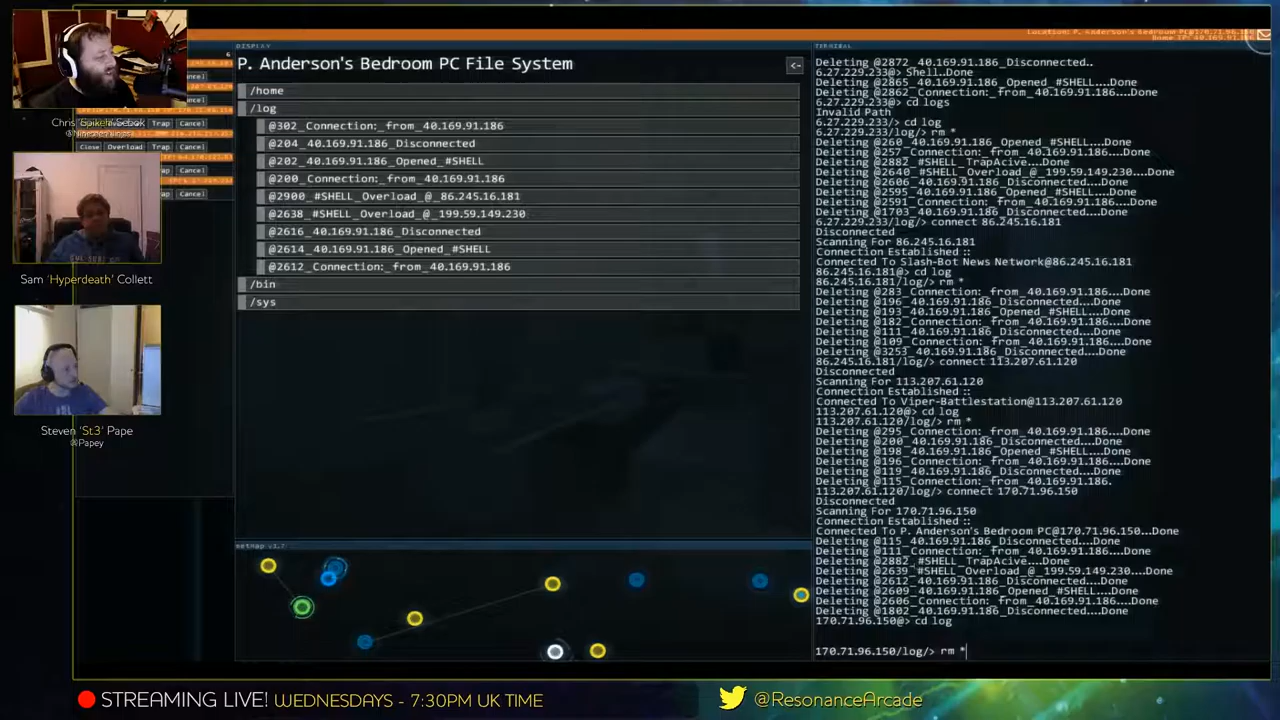 P. Anderson's Bedroom PC File System
<-
/home
/log
@302_Connection:_from_40.169.91.186
@204_40.169.91.186_Disconnected
@202_40.169.91.186_Opened_#SHELL
@200_Connection:_from_40.169.91.186
@2900_#SHELL_Overload_@_86.245.16.181
@2638_#SHELL_Overload_@_199.59.149.230
@2616_40.169.91.186_Disconnected
@2614_40.169.91.186_Opened_#SHELL
@2612_Connection:_from_40.169.91.186
/bin
/sys
DISPLAY
TERMINAL
Deleting @2872_40.169.91.186_Disconnected..
6.27.229.233@> Shell..Done
Deleting @2865_40.169.91.186_Opened_#SHELL....Done
Deleting @2862_Connection:_from_40.169.91.186....Done
6.27.229.233@> cd logs
Invalid Path
6.27.229.233/> cd log
6.27.229.233/log/> rm *
Deleting @260_40.169.91.186_Opened_#SHELL....Done
Deleting @257_Connection:_from_40.169.91.186....Done
Deleting @2882_#SHELL_TrapAcive....Done
Deleting @2640_#SHELL_Overload_@_199.59.149.230....Done
Deleting @2606_40.169.91.186_Disconnected....Done
Deleting @2595_40.169.91.186_Opened_#SHELL....Done
Deleting @2591_Connection:_from_40.169.91.186....Done
Deleting @1703_40.169.91.186_Disconnected....Done
6.27.229.233/log/> connect 86.245.16.181
Disconnected
Scanning For 86.245.16.181
Connection Established ::
Connected To Slash-Bot News Network@86.245.16.181
86.245.16.181@> cd log
86.245.16.181/log/> rm *
Deleting @283_Connection:_from_40.169.91.186....Done
Deleting @196_40.169.91.186_Disconnected....Done
Deleting @193_40.169.91.186_Opened_#SHELL....Done
Deleting @182_Connection:_from_40.169.91.186....Done
Deleting @111_40.169.91.186_Disconnected....Done
Deleting @109_Connection:_from_40.169.91.186....Done
Deleting @3253_40.169.91.186_Disconnected....Done
86.245.16.181/log/> connect 113.207.61.120
Disconnected
Scanning For 113.207.61.120
Connection Established ::
Connected To Viper-Battlestation@113.207.61.120
113.207.61.120@> cd log
113.207.61.120/log/> rm *
Deleting @295_Connection:_from_40.169.91.186....Done
Deleting @200_40.169.91.186_Disconnected....Done
Deleting @198_40.169.91.186_Opened_#SHELL....Done
Deleting @196_Connection:_from_40.169.91.186....Done
Deleting @119_40.169.91.186_Disconnected....Done
Deleting @115_Connection:_from_40.169.91.186.
113.207.61.120/log/> connect 170.71.96.150
Disconnected
Scanning For 170.71.96.150
Connection Established ::
Connected To P. Anderson's Bedroom PC@170.71.96.150...Done
Deleting @115_40.169.91.186_Disconnected....Done
Deleting @111_Connection:_from_40.169.91.186....Done
Deleting @2882_#SHELL_TrapAcive....Done
Deleting @2639_#SHELL_Overload_@_199.59.149.230....Done
Deleting @2612_40.169.91.186_Disconnected....Done
Deleting @2609_40.169.91.186_Opened_#SHELL....Done
Deleting @2606_Connection:_from_40.169.91.186....Done
Deleting @1802_40.169.91.186_Disconnected....Done
170.71.96.150@> cd log
170.71.96.150/log/> rm *
Close Overload Trap Cancel
Chris 'Spikeh' Sebok
Sam 'Hyperdeath' Collett
Steven 'St3' Pape
@Papey
netMap v1.7
STREAMING LIVE! WEDNESDAYS - 7:30PM UK TIME
@ResonanceArcade